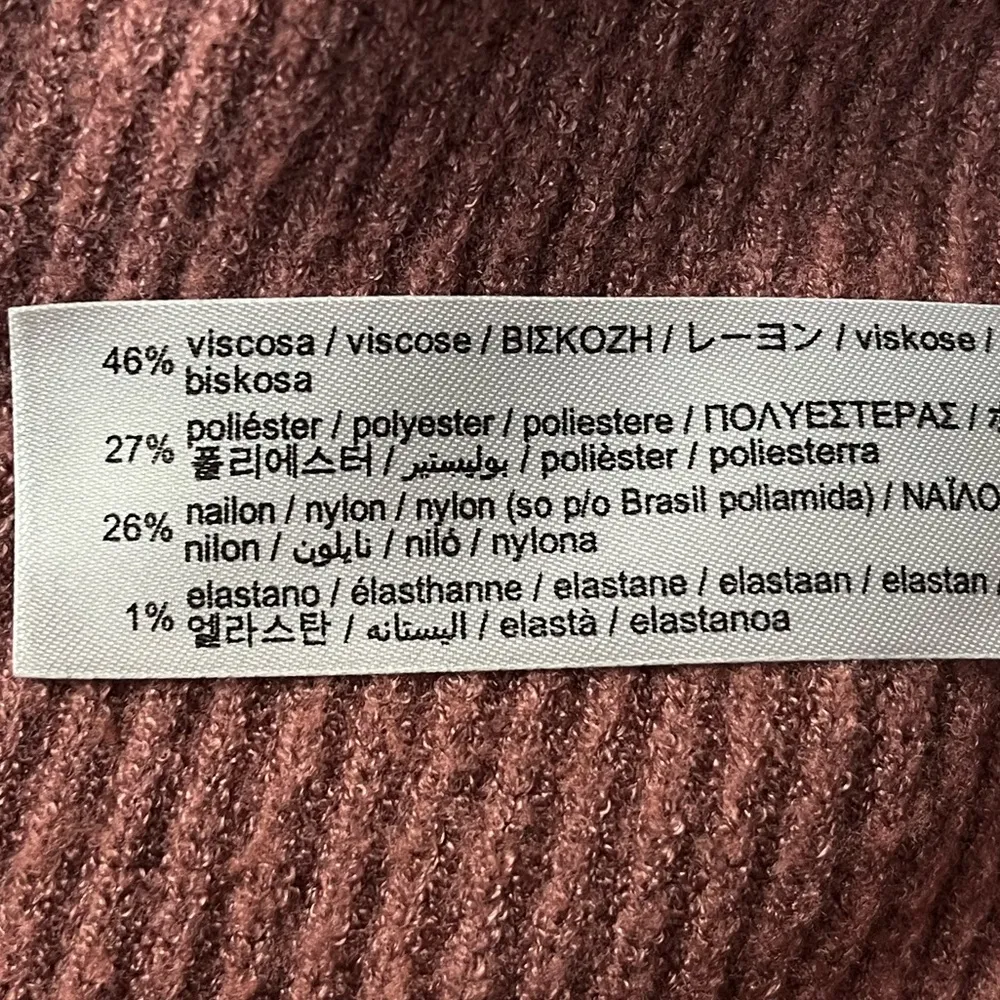 46% viscosa / viscose / ΒΙΣΚΟΖΗ / レーヨン / viskose /
biskosa
27% poliéster / polyester / poliestere / ΠΟΛΥΕΣΤΕΡΑΣ /
폴리에스터 / بوليستير / polièster / poliesterra
26% nailon / nylon / nylon (so p/o Brasil poliamida) / ΝΑΪΛΟ
nilon / نايلون / niló / nylona
1% elastano / élasthanne / elastane / elastaan / elastan
엘라스탄 / اليستانه / elastà / elastanoa